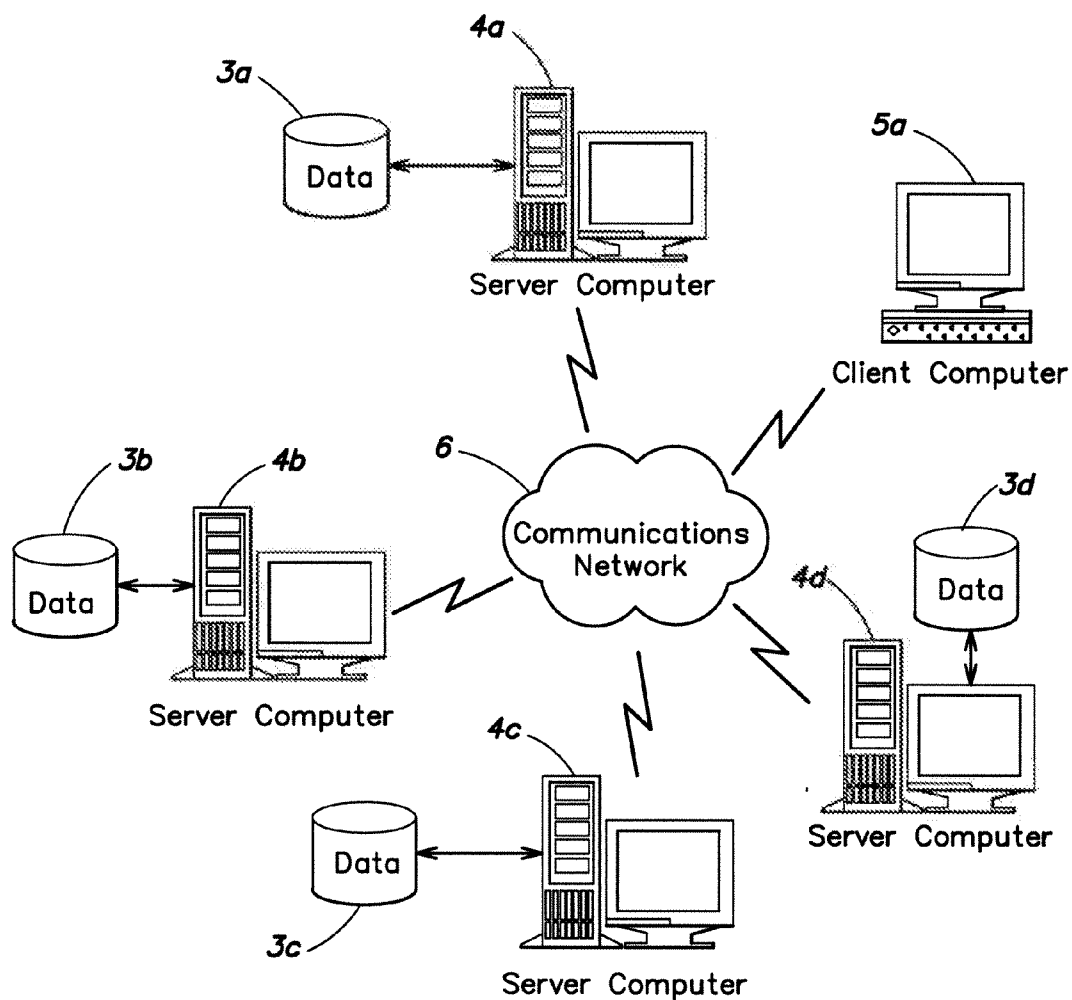 4a
3a
Data
Server Computer
5a
Client Computer
6
Communications
Network
3b
4b
Data
Server Computer
3d
4d
Data
Server Computer
4c
Data
3c
Server Computer